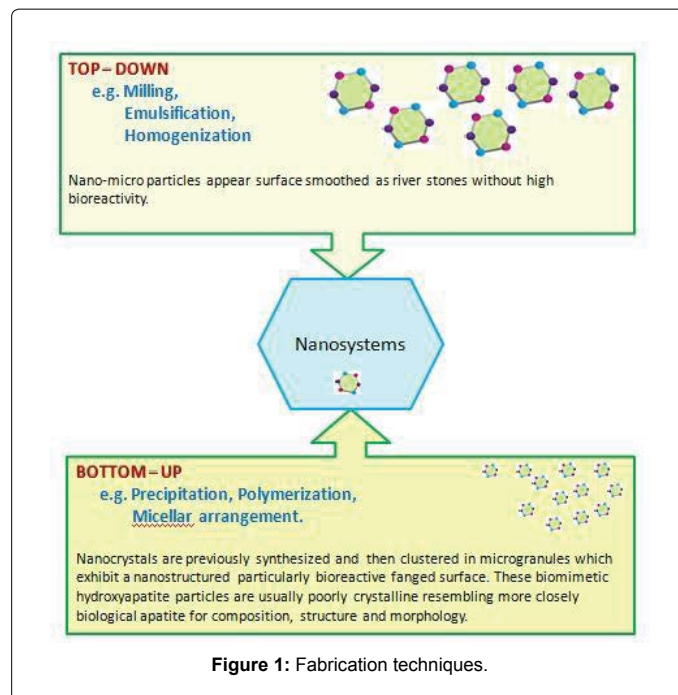 TOP – DOWN
e.g. Milling,
Emulsification,
Homogenization
Nano-micro particles appear surface smoothed as river stones without high
bioreactivity.
Nanosystems
BOTTOM – UP
e.g. Precipitation, Polymerization,
Micellar arrangement.
Nanocrystals are previously synthesized and then clustered in microgranules which
exhibit a nanostructured particularly bioreactive fanged surface. These biomimetic
hydroxyapatite particles are usually poorly crystalline resembling more closely
biological apatite for composition, structure and morphology.
Figure 1: Fabrication techniques.